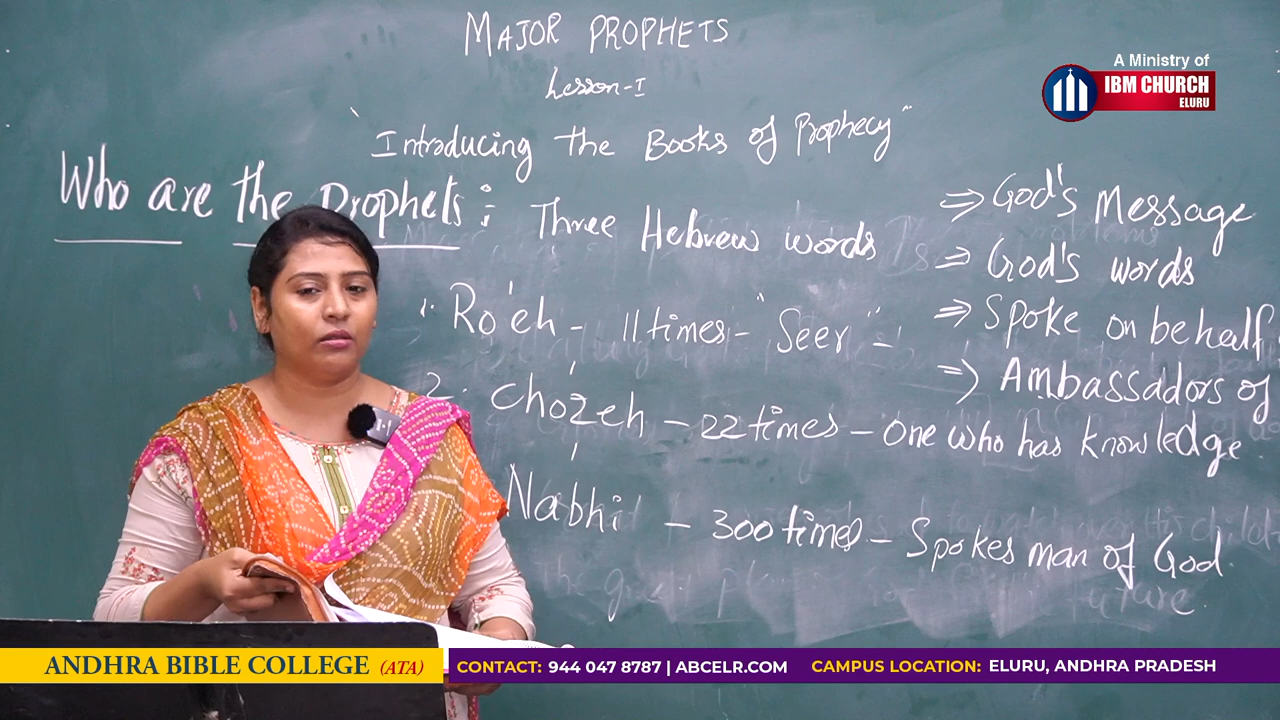 MAJOR PROPHETS
Lesson-I
"Introducing the Books of Prophecy"
Who are the Prophets: Three Hebrew words
1. Ro'eh - 11 times - "Seer" -
2. Chozeh - 22 times - One who has knowledge
Nabhi - 300 times - Spokes man of God.
⇒ God's Message
⇒ God's words
⇒ Spoke on behalf
⇒ Ambassadors of
A Ministry of
IBM CHURCH
ELURU
ANDHRA BIBLE COLLEGE (ATA)
CONTACT: 944 047 8787 | ABCELR.COM
CAMPUS LOCATION: ELURU, ANDHRA PRADESH